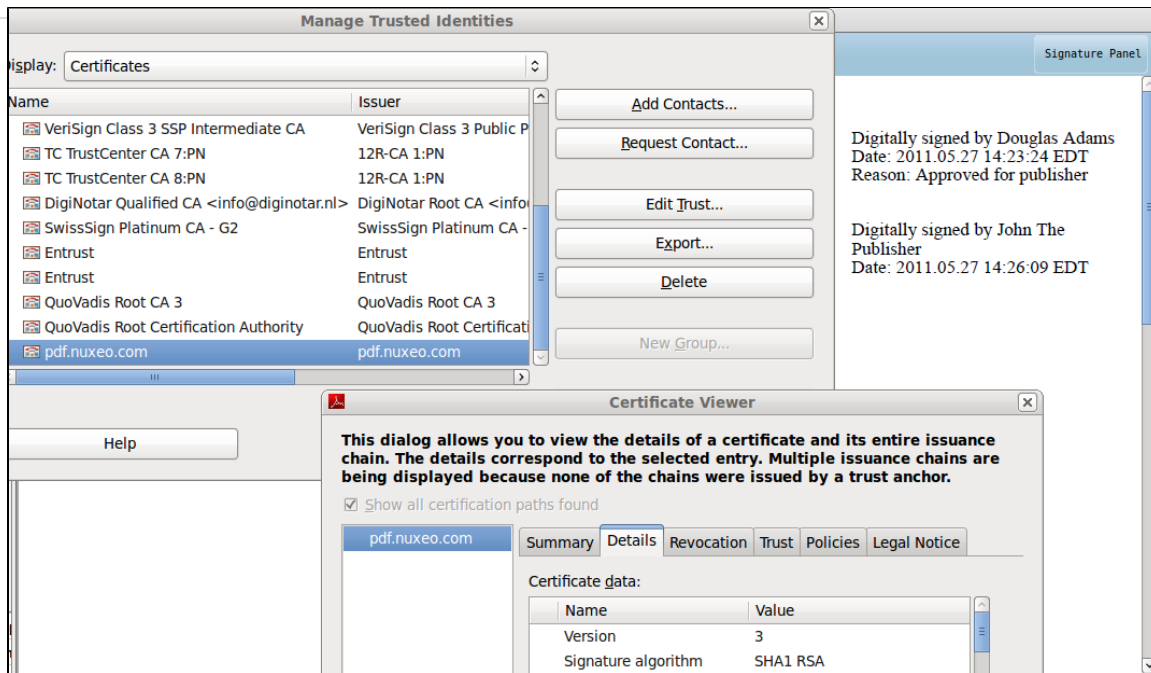 Manage Trusted Identities
Signature Panel
Display: Certificates
Name Issuer
VeriSign Class 3 SSP Intermediate CA VeriSign Class 3 Public P
TC TrustCenter CA 7:PN 12R-CA 1:PN
TC TrustCenter CA 8:PN 12R-CA 1:PN
DigiNotar Qualified CA <info@diginotar.nl> DigiNotar Root CA <info
SwissSign Platinum CA - G2 SwissSign Platinum CA -
Entrust Entrust
Entrust Entrust
QuoVadis Root CA 3 QuoVadis Root CA 3
QuoVadis Root Certification Authority QuoVadis Root Certificati
pdf.nuxeo.com pdf.nuxeo.com
Add Contacts...
Request Contact...
Edit Trust...
Export...
Delete
New Group...
Help
Digitally signed by Douglas Adams
Date: 2011.05.27 14:23:24 EDT
Reason: Approved for publisher
Digitally signed by John The
Publisher
Date: 2011.05.27 14:26:09 EDT
Certificate Viewer
This dialog allows you to view the details of a certificate and its entire issuance
chain. The details correspond to the selected entry. Multiple issuance chains are
being displayed because none of the chains were issued by a trust anchor.
Show all certification paths found
pdf.nuxeo.com
Summary Details Revocation Trust Policies Legal Notice
Certificate data:
Name Value
Version 3
Signature algorithm SHA1 RSA